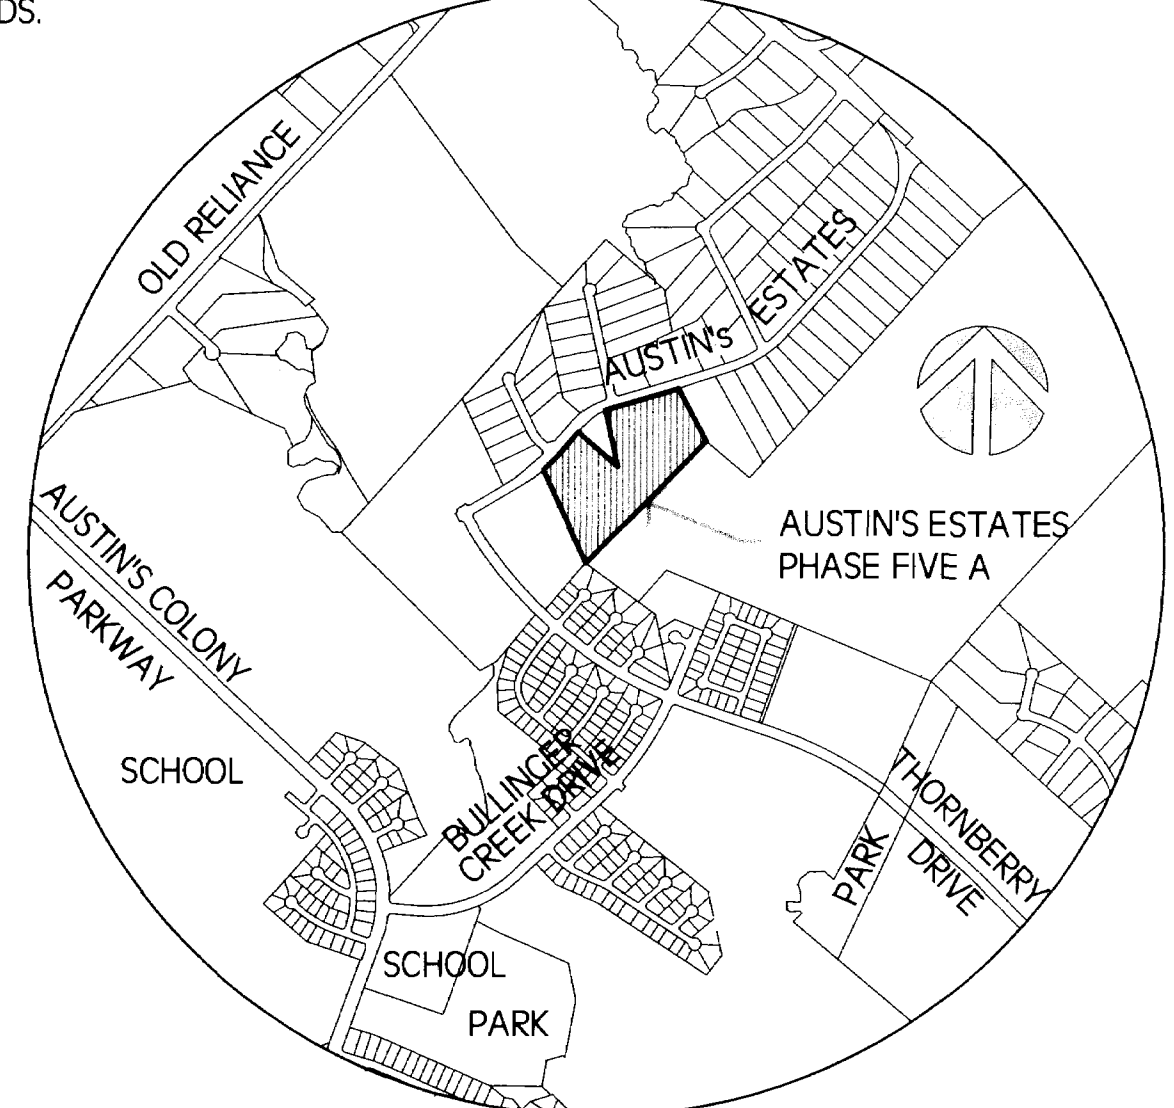 DS.
OLD RELIANCE
AUSTIN's ESTATES
AUSTIN'S ESTATES
PHASE FIVE A
AUSTIN'S COLONY
PARKWAY
SCHOOL
BULLINGER
CREEK DRIVE
THORNBERRY
DRIVE
PARK
SCHOOL
PARK